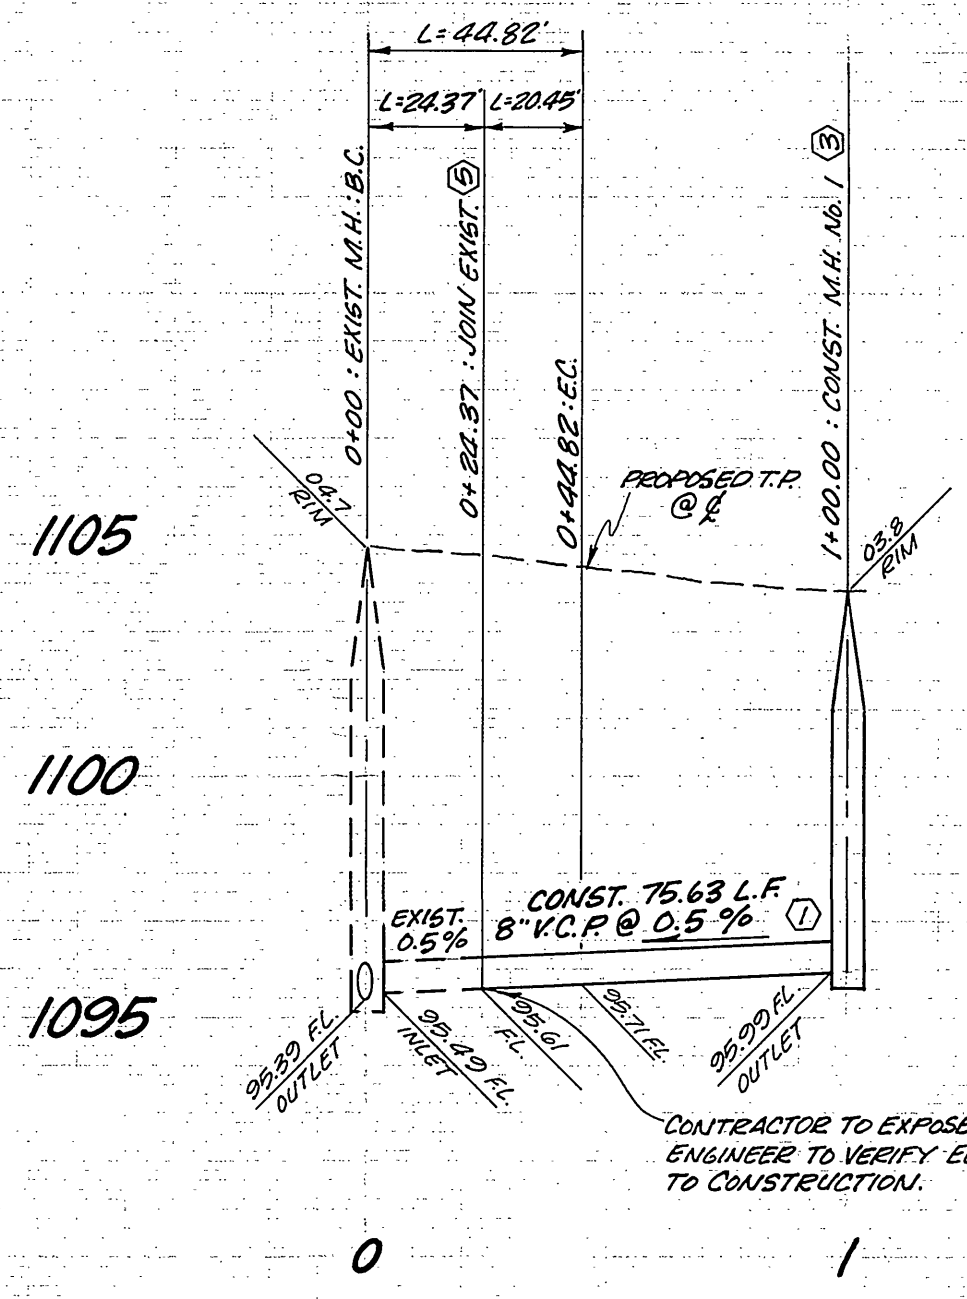 L=44.82'
L=24.37' L=20.45'
0+00 : EXIST. M.H. : B.C.
0+24.37 : JOIN EXIST. 5
0+44.82 : E.C.
1+00.00 : CONST. M.H. No. 1 3
04.7
RIM
PROPOSED T.P.
@ ℄
03.8
RIM
1105
1100
1095
EXIST.
0.5%
CONST. 75.63 L.F.
8" V.C.P. @ 0.5% 1
95.39 F.L.
OUTLET
95.49 F.L.
INLET
95.61
F.L.
95.71 F.L.
95.99 F.L.
OUTLET
CONTRACTOR TO EXPOSE
ENGINEER TO VERIFY
TO CONSTRUCTION.
0 1